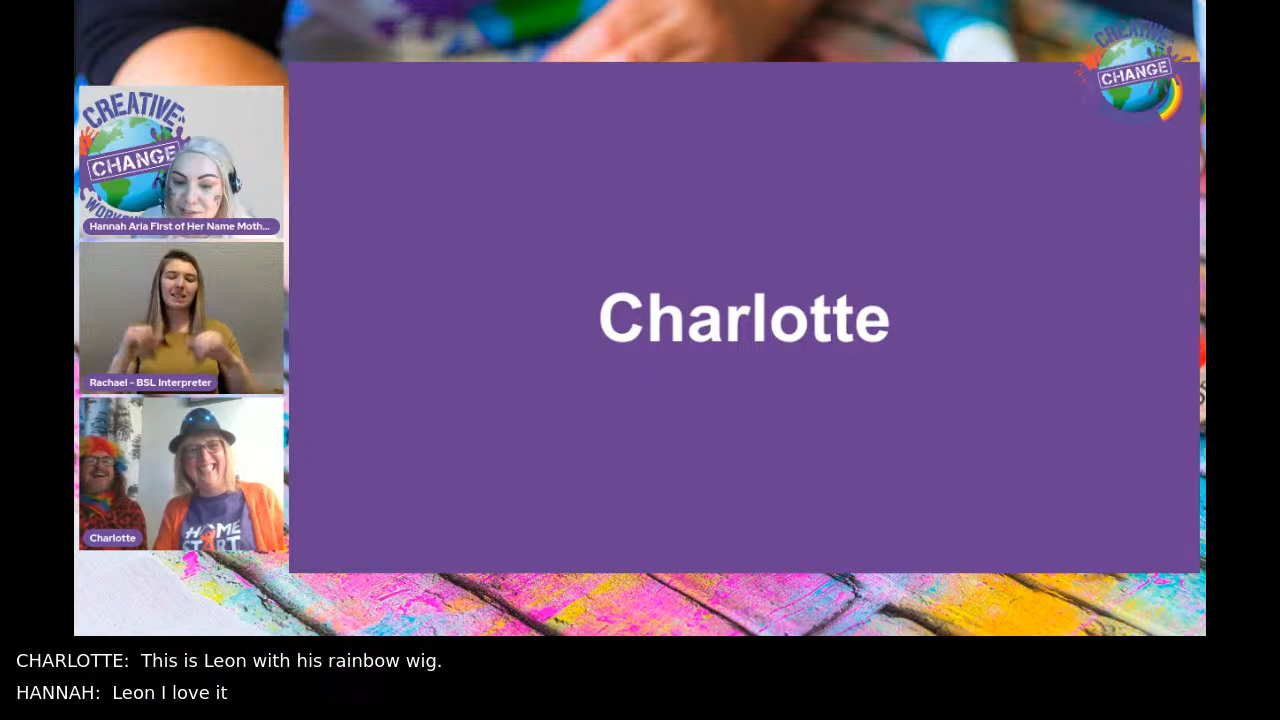 CREATIVE
CHANGE
CREATIVE
CHANGE
Hannah Aria First of Her Name Moth...
Charlotte
Rachael - BSL Interpreter
HOME
START
Charlotte
CHARLOTTE:  This is Leon with his rainbow wig.
HANNAH:  Leon I love it